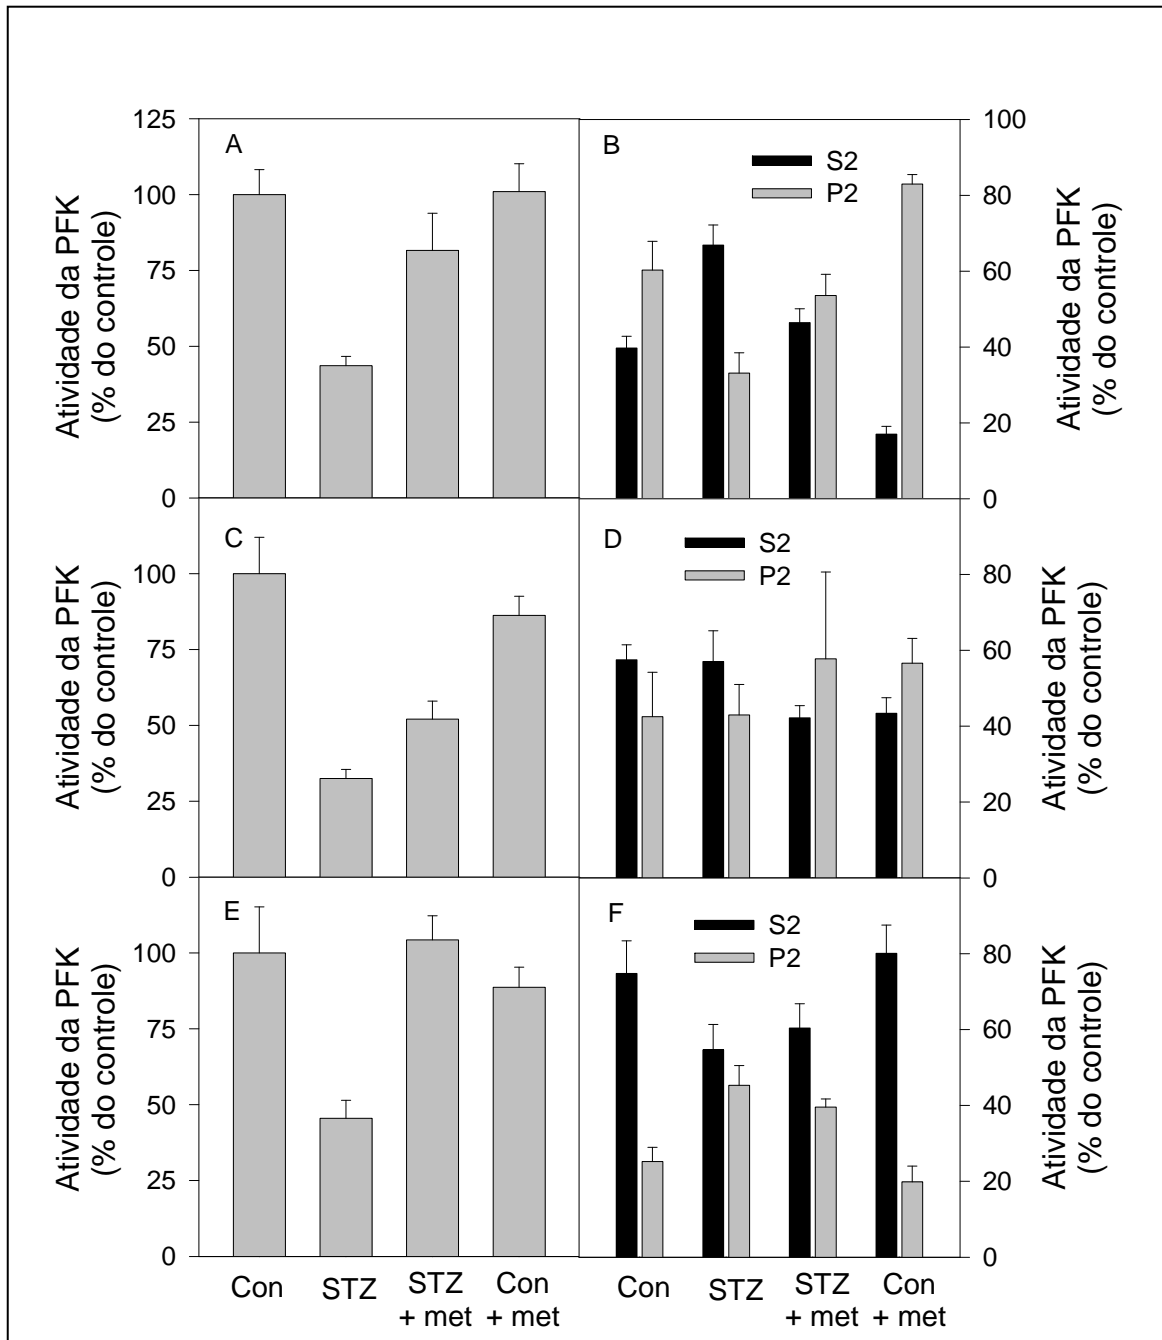 A
125
100
75
50
25
0
Atividade da PFK
(% do controle)
B
S2
P2
100
80
60
40
20
0
Atividade da PFK
(% do controle)
C
100
75
50
25
0
Atividade da PFK
(% do controle)
D
S2
P2
80
60
40
20
0
Atividade da PFK
(% do controle)
E
100
75
50
25
0
Atividade da PFK
(% do controle)
F
S2
P2
80
60
40
20
0
Atividade da PFK
(% do controle)
Con
STZ
STZ
+ met
Con
+ met
Con
STZ
STZ
+ met
Con
+ met